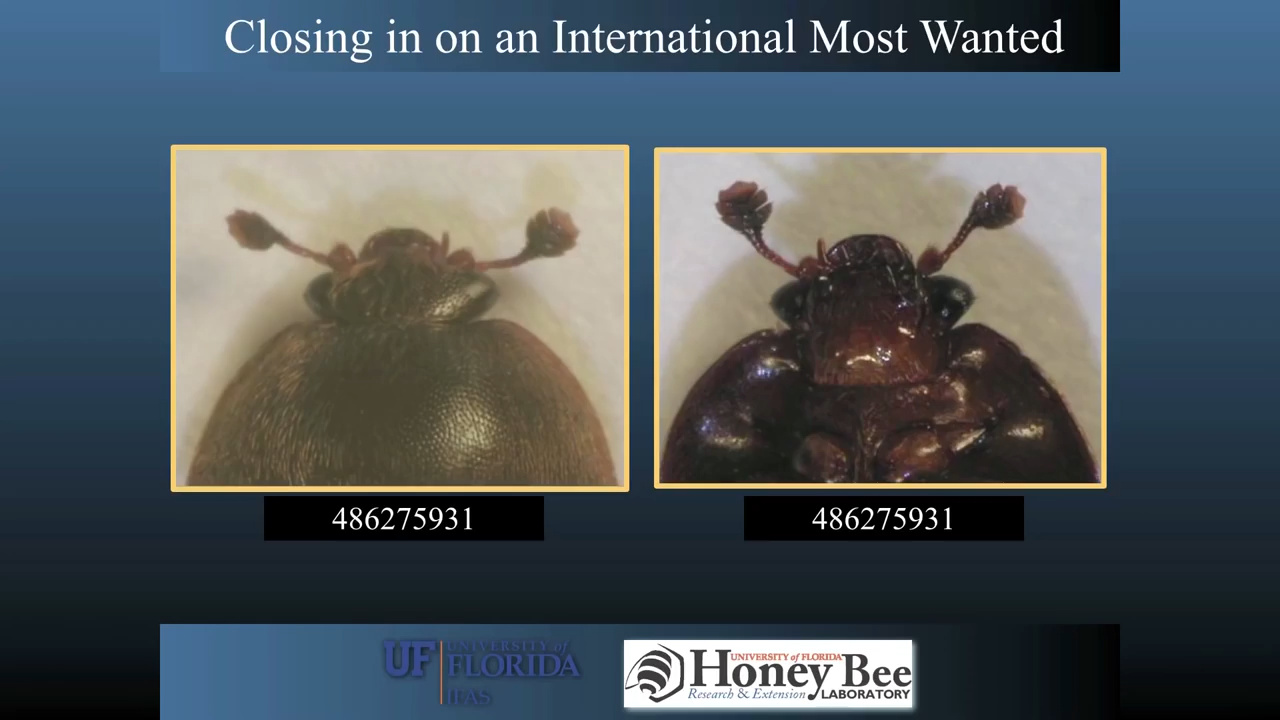 Closing in on an International Most Wanted
486275931
486275931
UF UNIVERSITY of
FLORIDA
IFAS
UNIVERSITY of FLORIDA
Honey Bee
Research & Extension LABORATORY